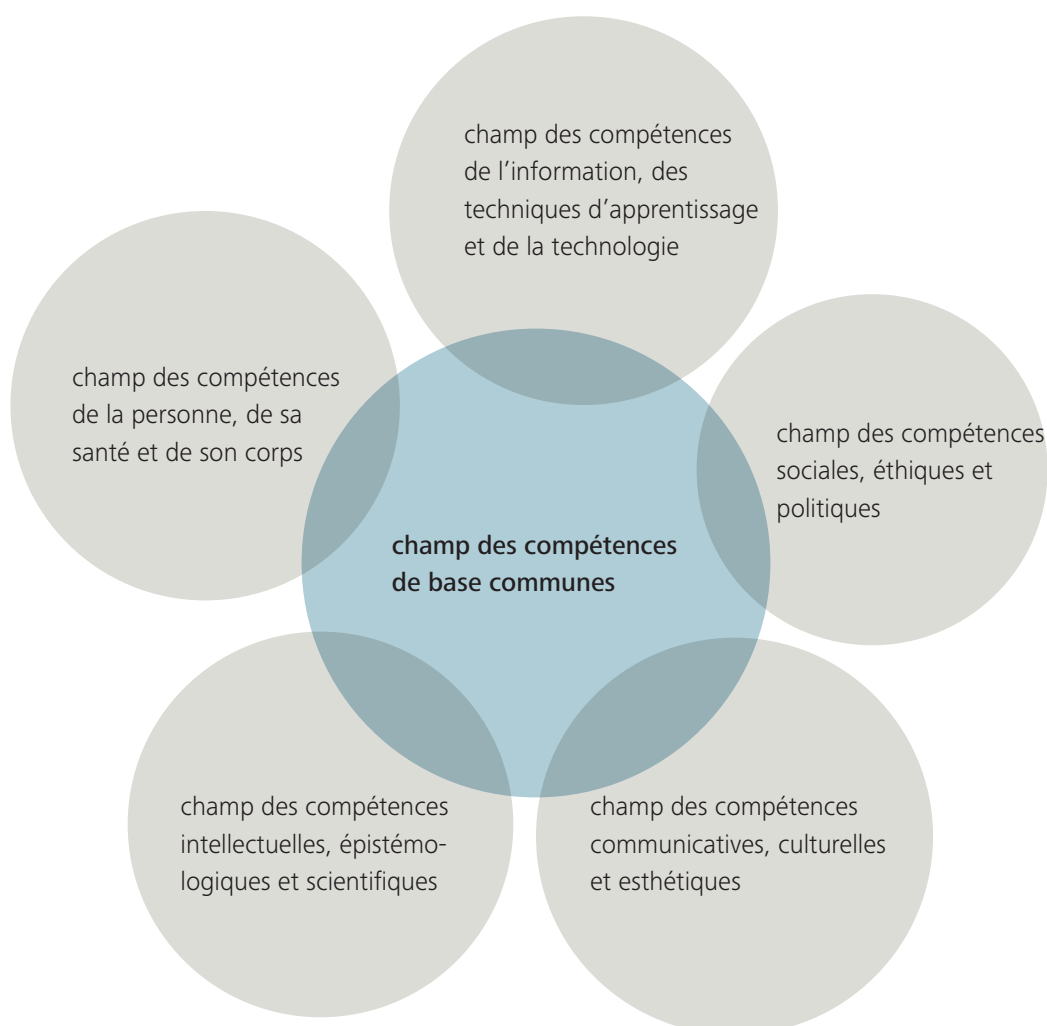 champ des compétences
de l’information, des
techniques d’apprentissage
et de la technologie
champ des compétences
de la personne, de sa
santé et de son corps
champ des compétences
sociales, éthiques et
politiques
champ des compétences
de base communes
champ des compétences
intellectuelles, épistémo-
logiques et scientifiques
champ des compétences
communicatives, culturelles
et esthétiques